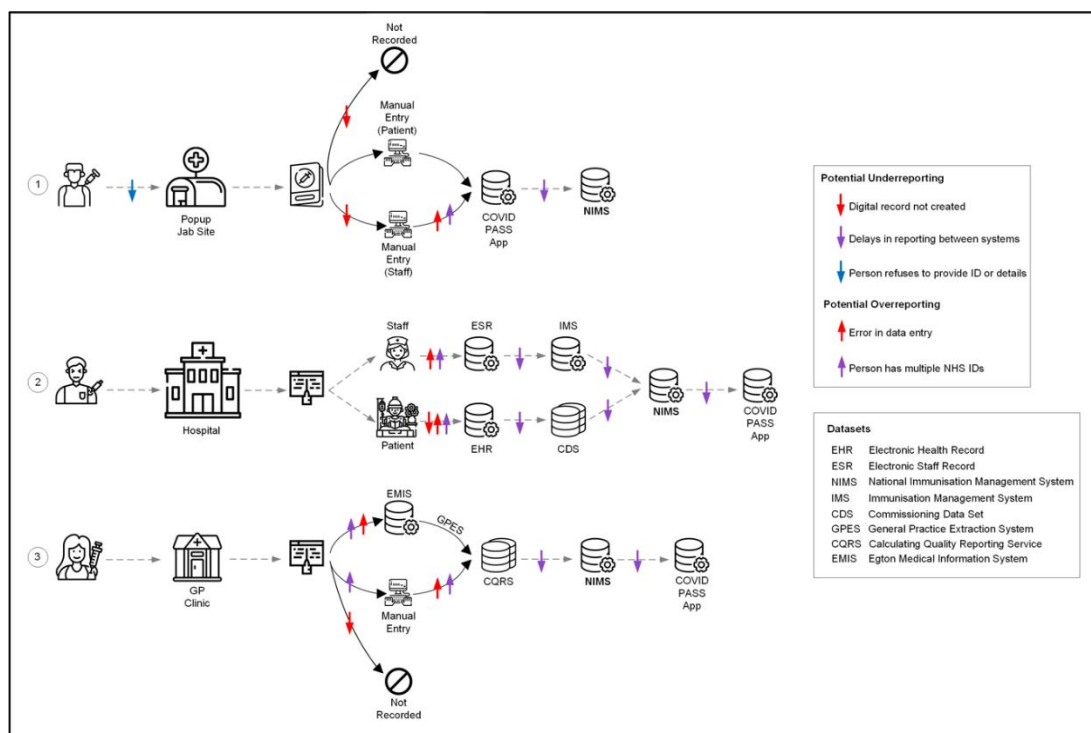 Not
Recorded
Manual
Entry
(Patient)
1
Popup
Jab Site
Manual
Entry
(Staff)
COVID
PASS
App
NIMS
Potential Underreporting
Digital record not created
Delays in reporting between systems
Person refuses to provide ID or details
Potential Overreporting
Error in data entry
Person has multiple NHS IDs
Staff
ESR
IMS
2
Hospital
Patient
EHR
CDS
NIMS
COVID
PASS
App
Datasets
EHR Electronic Health Record
ESR Electronic Staff Record
NIMS National Immunisation Management System
IMS Immunisation Management System
CDS Commissioning Data Set
GPES General Practice Extraction System
CQRS Calculating Quality Reporting Service
EMIS Egton Medical Information System
EMIS
GPES
3
GP
Clinic
Manual
Entry
CQRS
NIMS
COVID
PASS
App
Not
Recorded